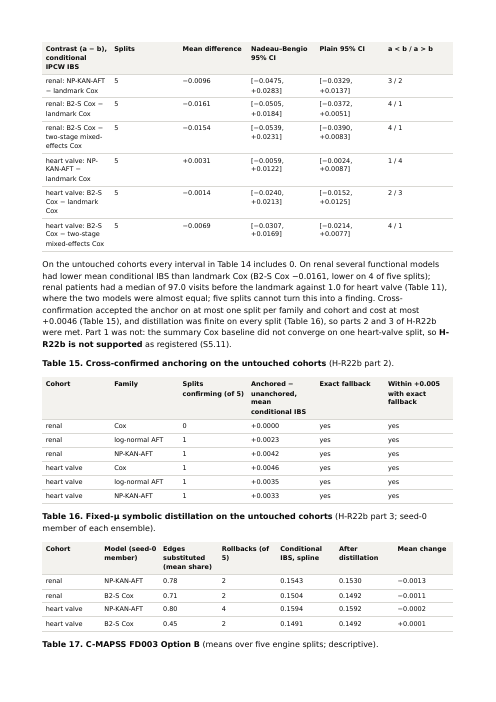 Contrast (a − b), conditional IPCW IBS | Splits | Mean difference | Nadeau–Bengio 95% CI | Plain 95% CI | a < b / a > b
renal: NP-KAN-AFT − landmark Cox | 5 | −0.0096 | [−0.0475, +0.0283] | [−0.0329, +0.0137] | 3 / 2
renal: B2-S Cox − landmark Cox | 5 | −0.0161 | [−0.0505, +0.0184] | [−0.0372, +0.0051] | 4 / 1
renal: B2-S Cox − two-stage mixed-effects Cox | 5 | −0.0154 | [−0.0539, +0.0231] | [−0.0390, +0.0083] | 4 / 1
heart valve: NP-KAN-AFT − landmark Cox | 5 | +0.0031 | [−0.0059, +0.0122] | [−0.0024, +0.0087] | 1 / 4
heart valve: B2-S Cox − landmark Cox | 5 | −0.0014 | [−0.0240, +0.0213] | [−0.0152, +0.0125] | 2 / 3
heart valve: B2-S Cox − two-stage mixed-effects Cox | 5 | −0.0069 | [−0.0307, +0.0169] | [−0.0214, +0.0077] | 4 / 1
On the untouched cohorts every interval in Table 14 includes 0. On renal several functional models
had lower mean conditional IBS than landmark Cox (B2-S Cox −0.0161, lower on 4 of five splits);
renal patients had a median of 97.0 visits before the landmark against 1.0 for heart valve (Table 11),
where the two models were almost equal; five splits cannot turn this into a finding. Cross-
confirmation accepted the anchor on at most one split per family and cohort and cost at most
+0.0046 (Table 15), and distillation was finite on every split (Table 16), so parts 2 and 3 of H-R22b
were met. Part 1 was not: the summary Cox baseline did not converge on one heart-valve split, so H-
R22b is not supported as registered (S5.11).
Table 15. Cross-confirmed anchoring on the untouched cohorts (H-R22b part 2).
Cohort | Family | Splits confirming (of 5) | Anchored − unanchored, mean conditional IBS | Exact fallback | Within +0.005 with exact fallback
renal | Cox | 0 | +0.0000 | yes | yes
renal | log-normal AFT | 1 | +0.0023 | yes | yes
renal | NP-KAN-AFT | 1 | +0.0042 | yes | yes
heart valve | Cox | 1 | +0.0046 | yes | yes
heart valve | log-normal AFT | 1 | +0.0035 | yes | yes
heart valve | NP-KAN-AFT | 1 | +0.0033 | yes | yes
Table 16. Fixed-μ symbolic distillation on the untouched cohorts (H-R22b part 3; seed-0
member of each ensemble).
Cohort | Model (seed-0 member) | Edges substituted (mean share) | Rollbacks (of 5) | Conditional IBS, spline | After distillation | Mean change
renal | NP-KAN-AFT | 0.78 | 2 | 0.1543 | 0.1530 | −0.0013
renal | B2-S Cox | 0.71 | 2 | 0.1504 | 0.1492 | −0.0011
heart valve | NP-KAN-AFT | 0.80 | 4 | 0.1594 | 0.1592 | −0.0002
heart valve | B2-S Cox | 0.45 | 2 | 0.1491 | 0.1492 | +0.0001
Table 17. C-MAPSS FD003 Option B (means over five engine splits; descriptive).